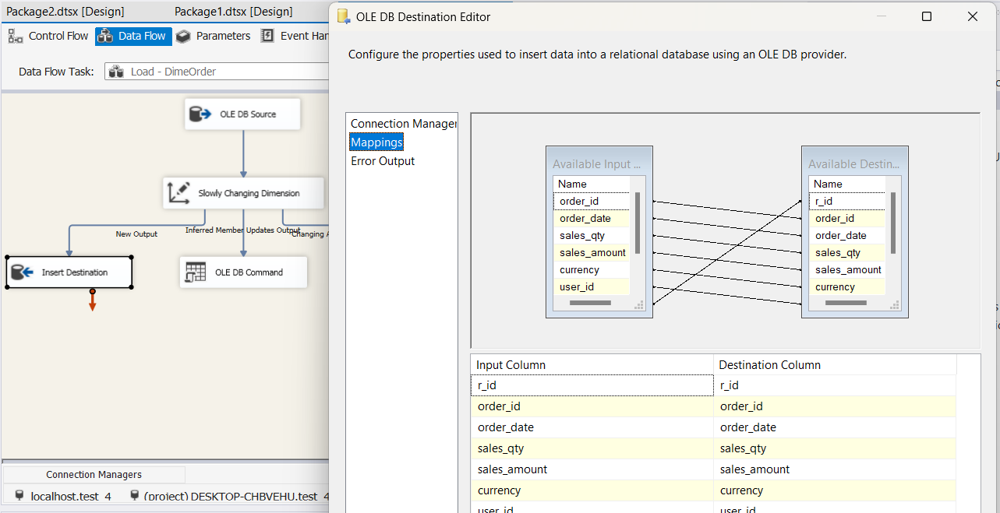 Package2.dtsx [Design]
Package1.dtsx [Design]
Control Flow
Data Flow
Parameters
Event Han
Data Flow Task:
Load - DimeOrder
OLE DB Source
Slowly Changing Dimension
New Output
Inferred Member Updates Output
Changing A
Insert Destination
OLE DB Command
Connection Managers
localhost.test_4
(project) DESKTOP-CHBVEHU.test_4
OLE DB Destination Editor
Configure the properties used to insert data into a relational database using an OLE DB provider.
Connection Manager
Mappings
Error Output
Available Input ...
Name
order_id
order_date
sales_qty
sales_amount
currency
user_id
Available Destin...
Name
r_id
order_id
order_date
sales_qty
sales_amount
currency
Input Column Destination Column
r_id r_id
order_id order_id
order_date order_date
sales_qty sales_qty
sales_amount sales_amount
currency currency
user_id user_id